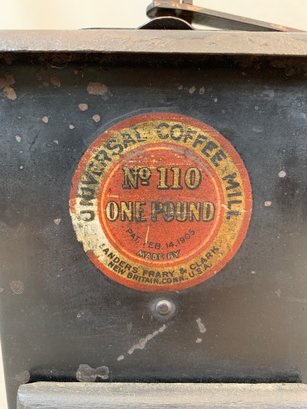 UNIVERSAL COFFEE MILL
Nº 110
ONE POUND
PAT. FEB. 14, 1905
MADE BY
LANDERS FRARY & CLARK
NEW BRITAIN, CONN. U.S.A.